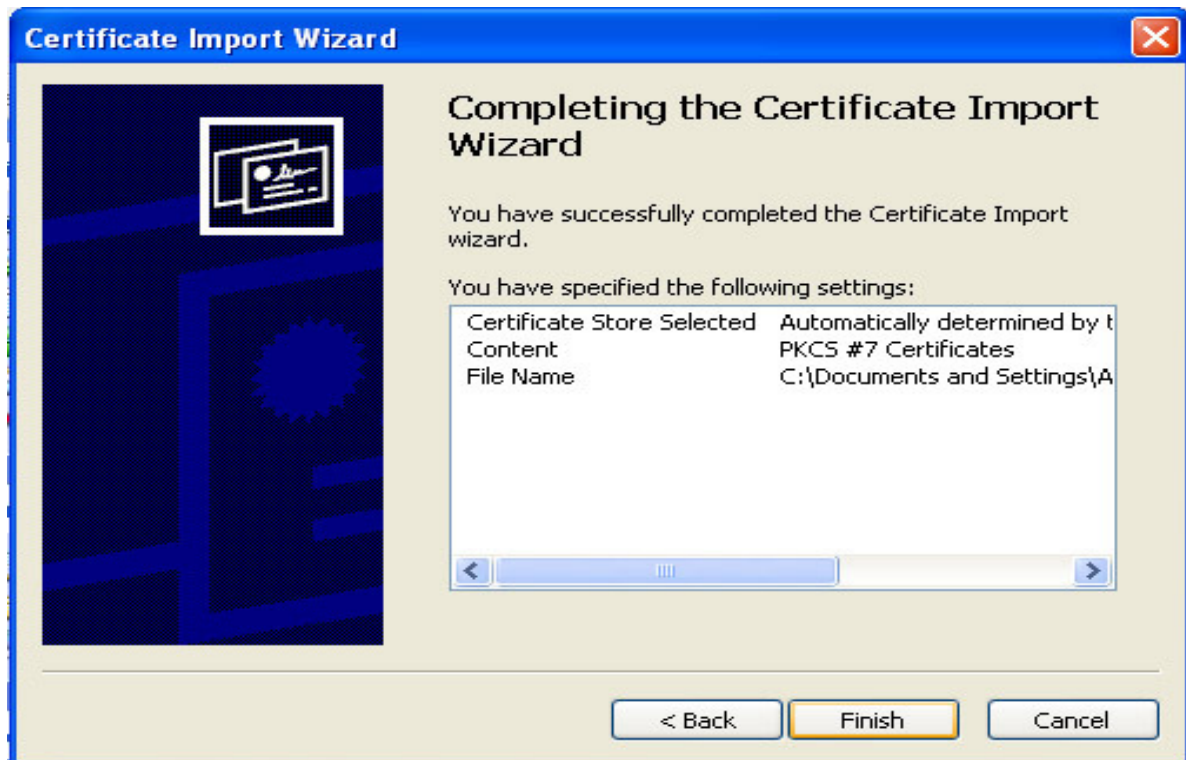 Certificate Import Wizard
Completing the Certificate Import
Wizard
You have successfully completed the Certificate Import
wizard.
You have specified the following settings:
Certificate Store Selected Automatically determined by t
Content PKCS #7 Certificates
File Name C:\Documents and Settings\A
< Back Finish Cancel